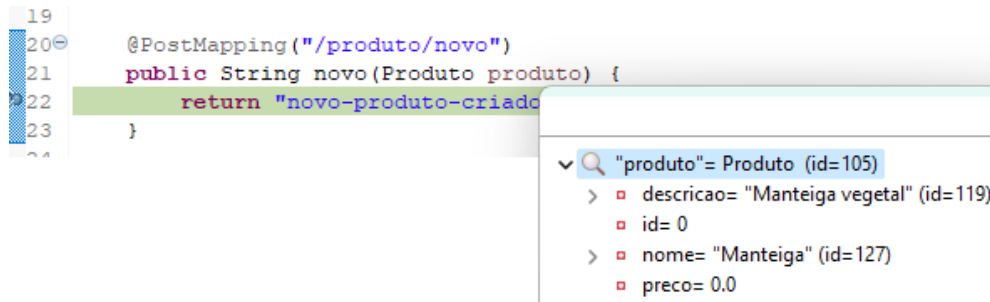 19
20 @PostMapping("/produto/novo")
21 public String novo(Produto produto) {
22 return "novo-produto-criado
23 }
24
"produto"= Produto (id=105)
descricao= "Manteiga vegetal" (id=119)
id= 0
nome= "Manteiga" (id=127)
preco= 0.0